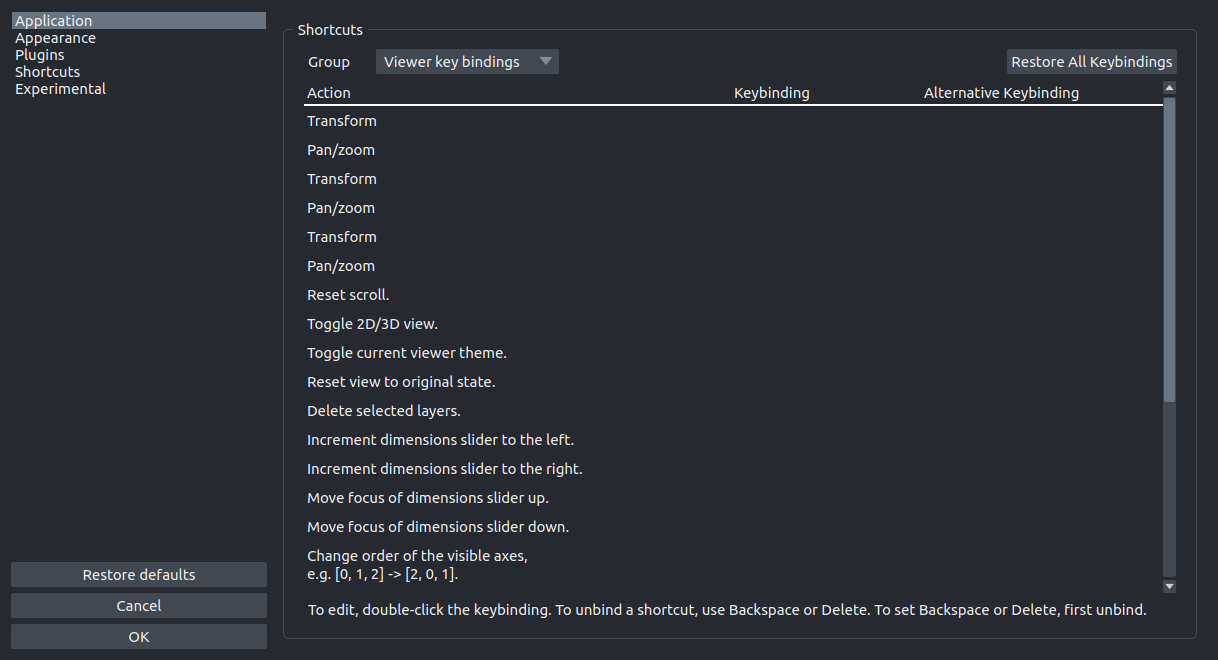 Application
Appearance
Plugins
Shortcuts
Experimental
Restore defaults
Cancel
OK
Shortcuts
Group
Viewer key bindings
Restore All Keybindings
Action Keybinding Alternative Keybinding
Transform
Pan/zoom
Transform
Pan/zoom
Transform
Pan/zoom
Reset scroll.
Toggle 2D/3D view.
Toggle current viewer theme.
Reset view to original state.
Delete selected layers.
Increment dimensions slider to the left.
Increment dimensions slider to the right.
Move focus of dimensions slider up.
Move focus of dimensions slider down.
Change order of the visible axes,
e.g. [0, 1, 2] -> [2, 0, 1].
To edit, double-click the keybinding. To unbind a shortcut, use Backspace or Delete. To set Backspace or Delete, first unbind.